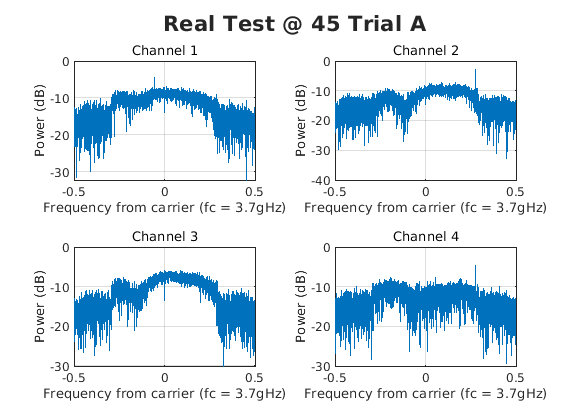 Real Test @ 45 Trial A
Channel 1
0
-10
-20
-30
Power (dB)
-0.5
0
0.5
Frequency from carrier (fc = 3.7gHz)
Channel 2
0
-10
-20
-30
-40
Power (dB)
-0.5
0
0.5
Frequency from carrier (fc = 3.7gHz)
Channel 3
0
-10
-20
-30
Power (dB)
-0.5
0
0.5
Frequency from carrier (fc = 3.7gHz)
Channel 4
0
-10
-20
-30
Power (dB)
-0.5
0
0.5
Frequency from carrier (fc = 3.7gHz)